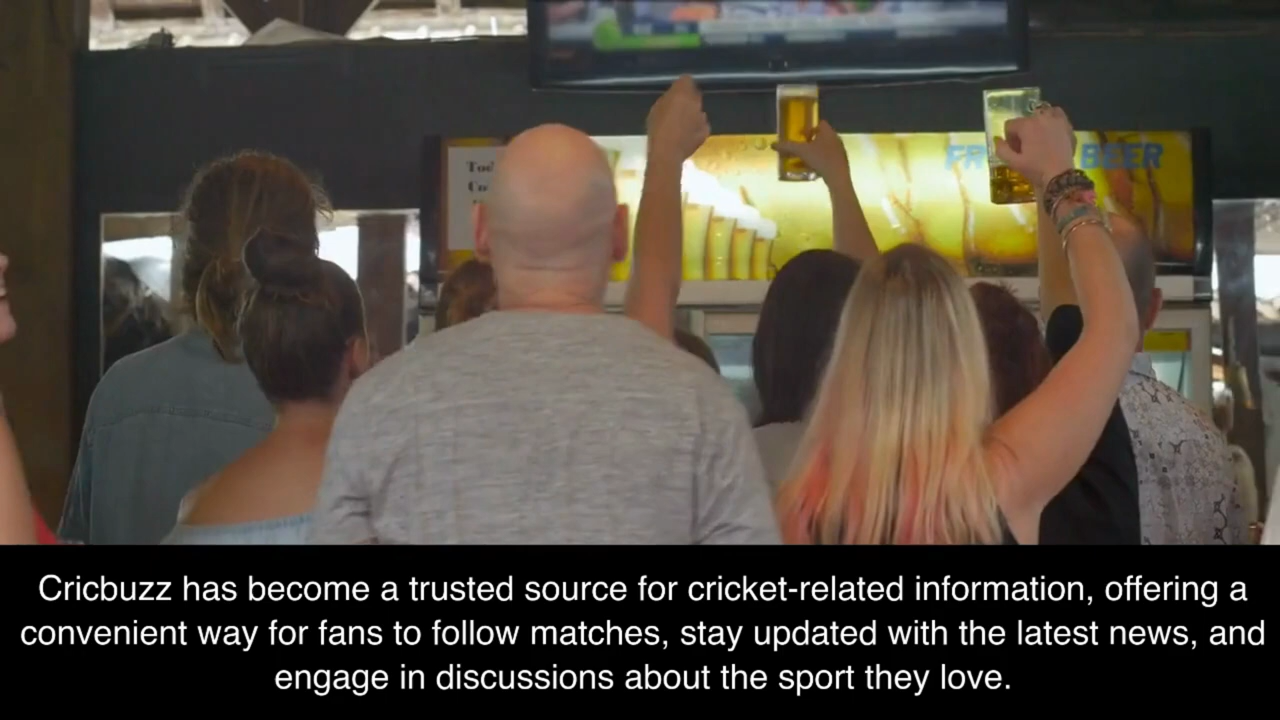 BEER
Cricbuzz has become a trusted source for cricket-related information, offering a
convenient way for fans to follow matches, stay updated with the latest news, and
engage in discussions about the sport they love.